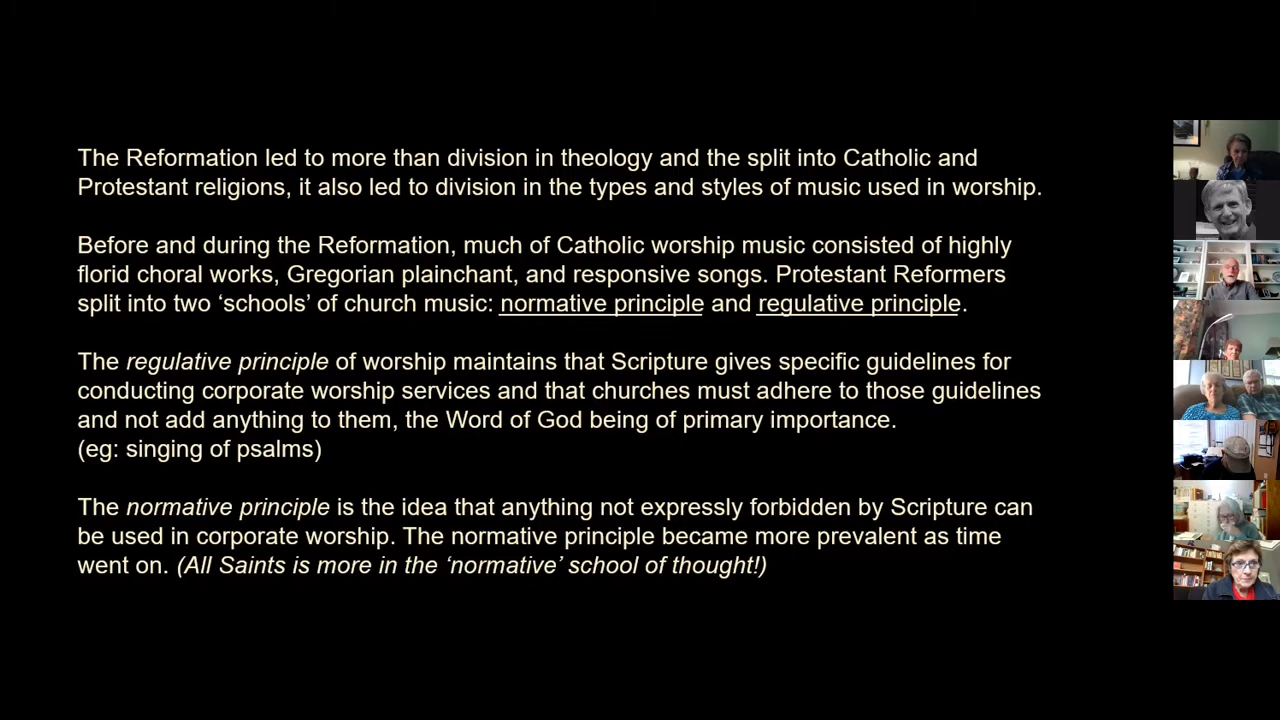 The Reformation led to more than division in theology and the split into Catholic and
Protestant religions, it also led to division in the types and styles of music used in worship.
Before and during the Reformation, much of Catholic worship music consisted of highly
florid choral works, Gregorian plainchant, and responsive songs. Protestant Reformers
split into two ‘schools’ of church music: normative principle and regulative principle.
The regulative principle of worship maintains that Scripture gives specific guidelines for
conducting corporate worship services and that churches must adhere to those guidelines
and not add anything to them, the Word of God being of primary importance.
(eg: singing of psalms)
The normative principle is the idea that anything not expressly forbidden by Scripture can
be used in corporate worship. The normative principle became more prevalent as time
went on. (All Saints is more in the ‘normative’ school of thought!)